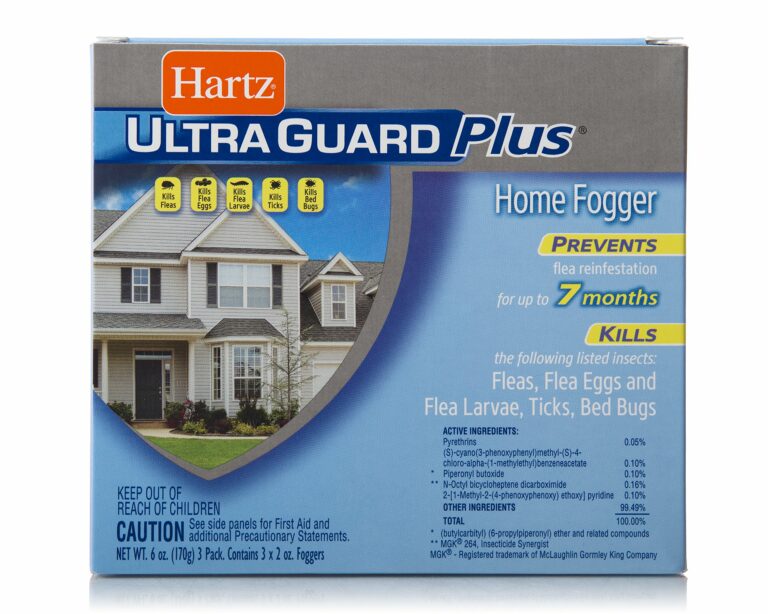 Hartz®
ULTRA GUARD Plus®
Kills Fleas
Kills Flea Eggs
Kills Flea Larvae
Kills Ticks
Kills Bed Bugs
Home Fogger
PREVENTS
flea reinfestation
for up to 7 months
KILLS
the following listed insects:
Fleas, Flea Eggs and
Flea Larvae, Ticks, Bed Bugs
ACTIVE INGREDIENTS:
Pyrethrins 0.05%
(S)-cyano(3-phenoxyphenyl)methyl-(S)-4-
chloro-alpha-(1-methylethyl)benzeneacetate 0.10%
* Piperonyl butoxide 0.10%
** N-Octyl bicycloheptene dicarboximide 0.16%
2-[1-Methyl-2-(4-phenoxyphenoxy) ethoxy] pyridine 0.10%
OTHER INGREDIENTS 99.49%
TOTAL 100.00%
* (butylcarbityl) (6-propylpiperonyl) ether and related compounds
** MGK® 264, Insecticide Synergist
MGK® - Registered trademark of McLaughlin Gormley King Company
KEEP OUT OF
REACH OF CHILDREN
CAUTION See side panels for First Aid and
additional Precautionary Statements.
NET WT. 6 oz. (170g) 3 Pack. Contains 3 x 2 oz. Foggers